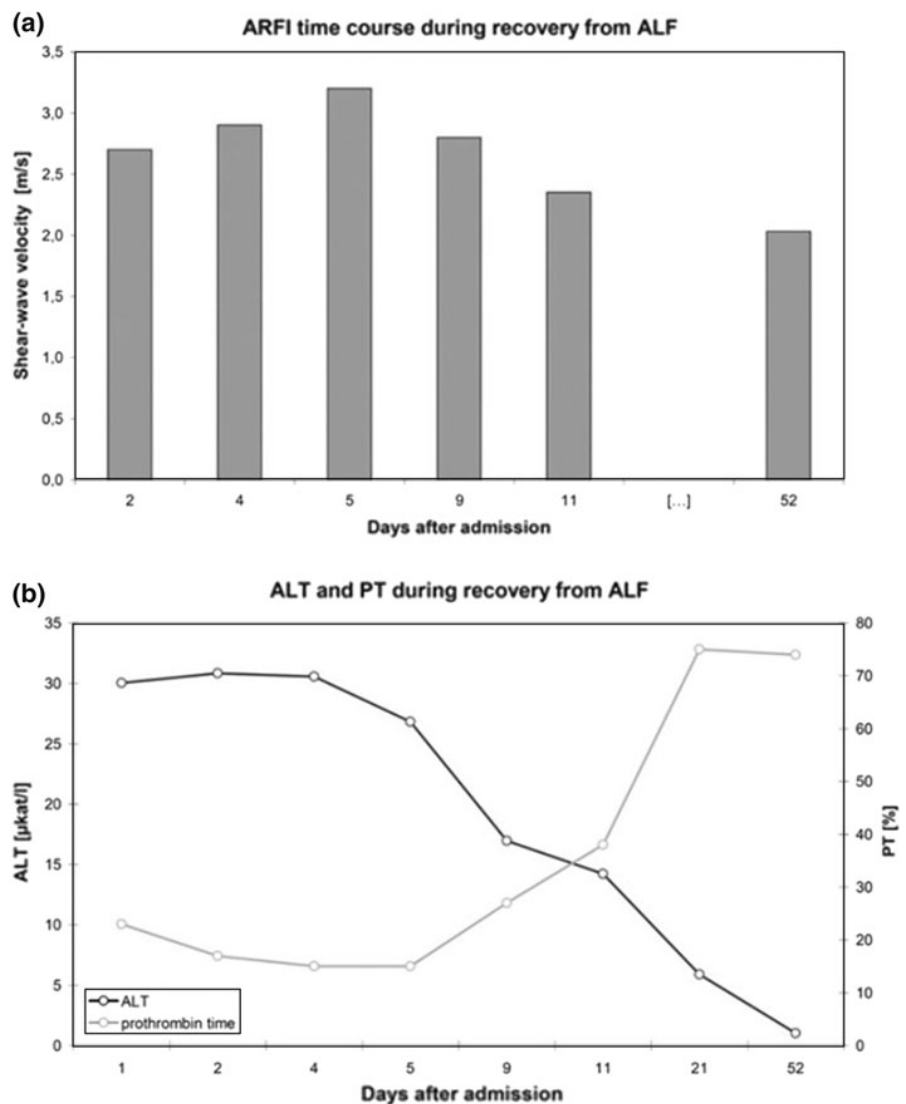 (a)
ARFI time course during recovery from ALF
3,5
3,0
2,5
2,0
1,5
1,0
0,5
0,0
Shear-wave velocity [m/s]
2 4 5 9 11 [...] 52
Days after admission
(b)
ALT and PT during recovery from ALF
35
30
25
20
15
10
5
0
ALT [µkat/l]
80
70
60
50
40
30
20
10
0
PT [%]
ALT
prothrombin time
1 2 4 5 9 11 21 52
Days after admission